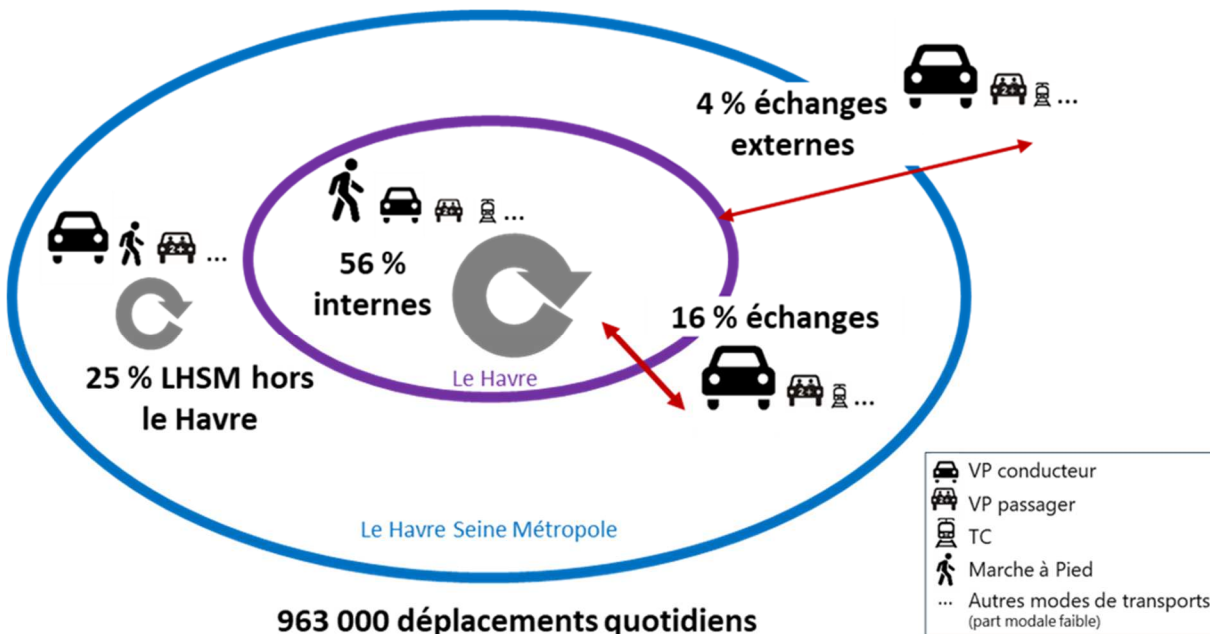 4 % échanges
externes
56 %
internes
16 % échanges
Le Havre
25 % LHSM hors
le Havre
Le Havre Seine Métropole
963 000 déplacements quotidiens
VP conducteur
VP passager
TC
Marche à Pied
... Autres modes de transports
(part modale faible)